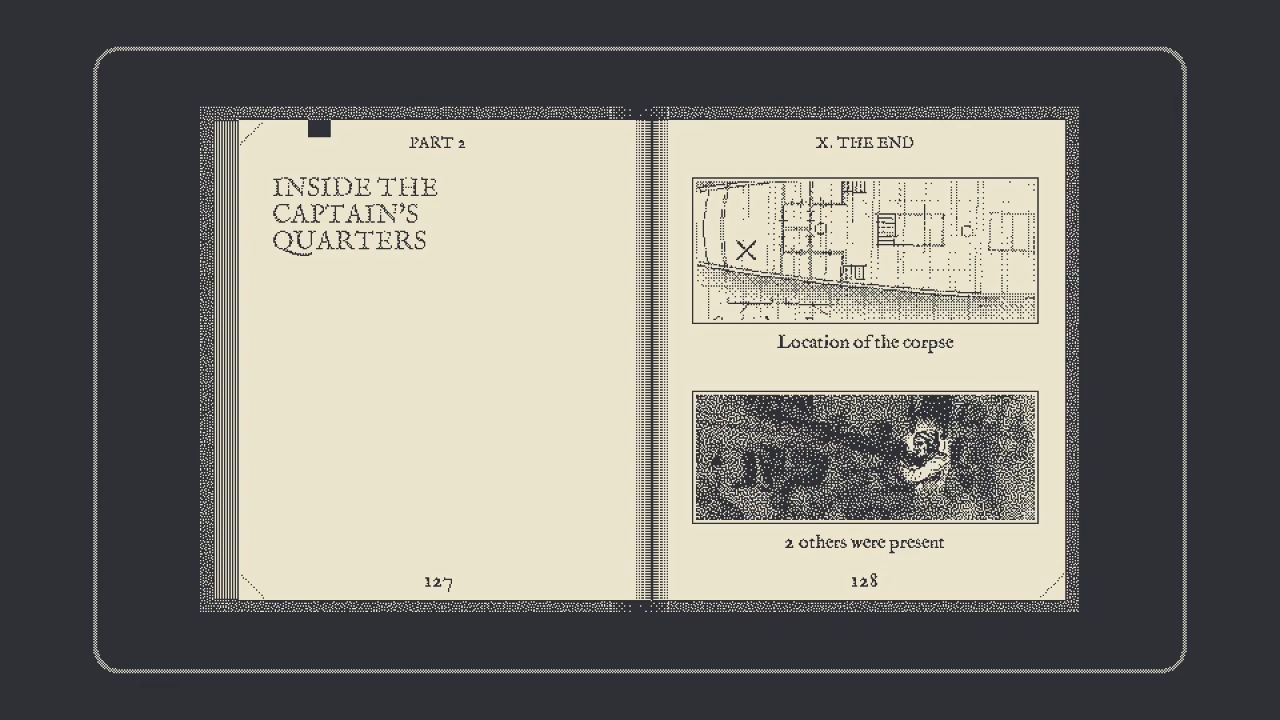 PART 2
INSIDE THE
CAPTAIN'S
QUARTERS
127
X. THE END
Location of the corpse
2 others were present
128